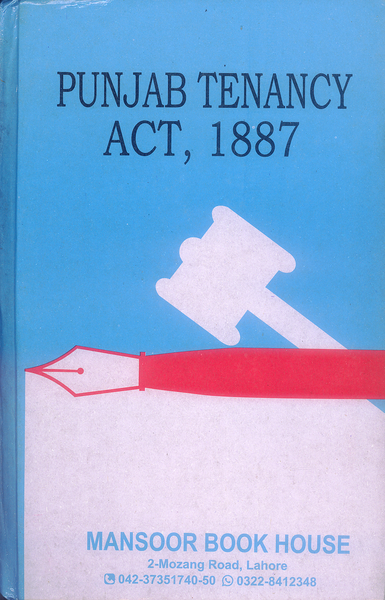 PUNJAB TENANCY
ACT, 1887
MANSOOR BOOK HOUSE
2-Mozang Road, Lahore
042-37351740-50 0322-8412348